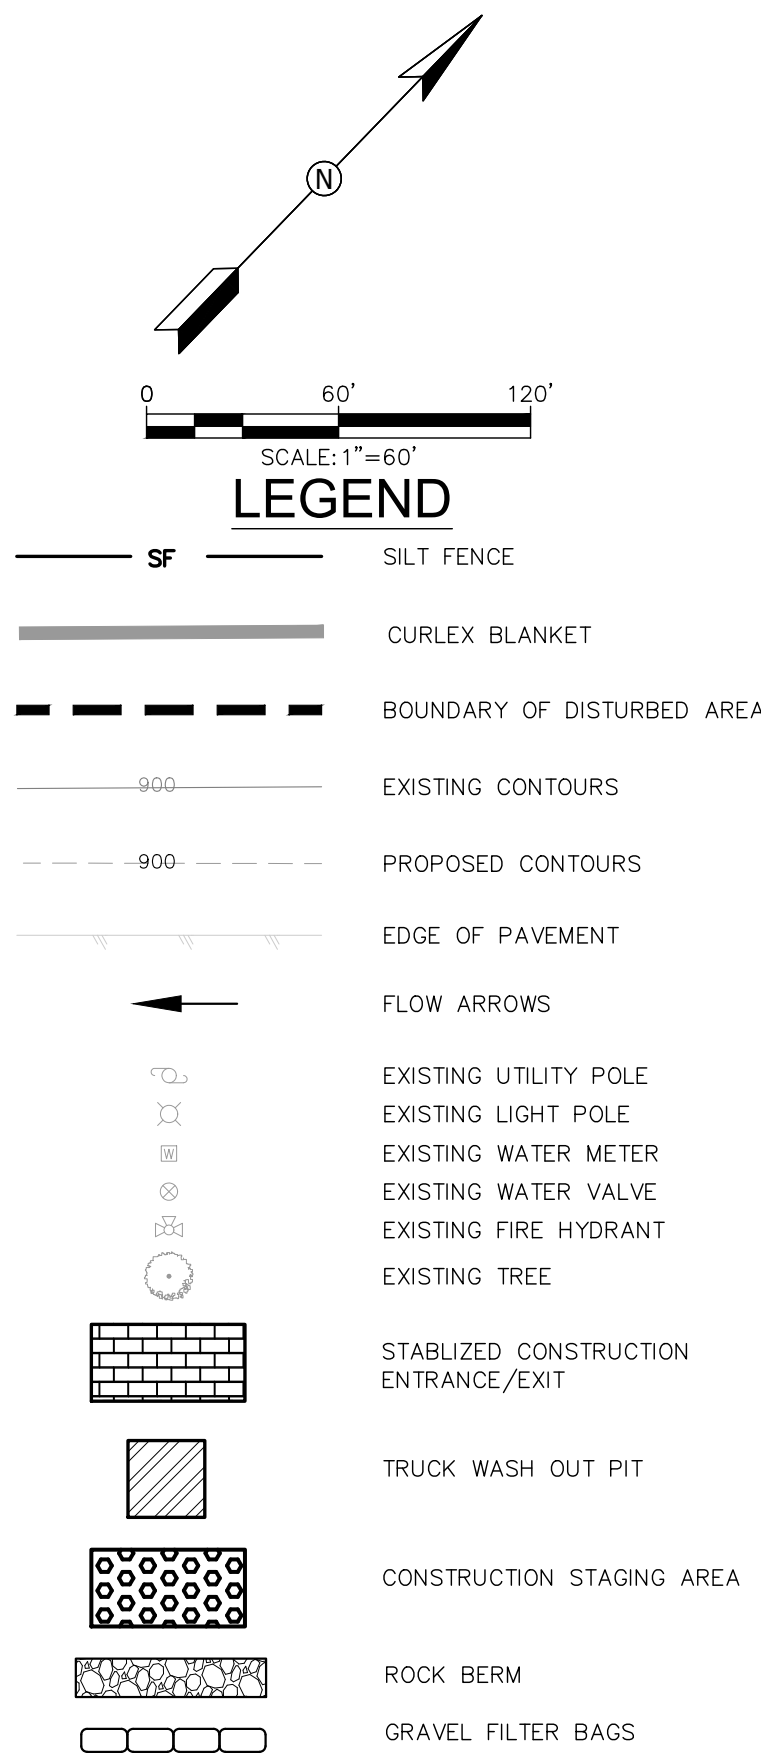 N
0 60' 120'
SCALE: 1"=60'
LEGEND
SF SILT FENCE
CURLEX BLANKET
BOUNDARY OF DISTURBED AREA
900 EXISTING CONTOURS
900 PROPOSED CONTOURS
EDGE OF PAVEMENT
FLOW ARROWS
EXISTING UTILITY POLE
EXISTING LIGHT POLE
W EXISTING WATER METER
EXISTING WATER VALVE
EXISTING FIRE HYDRANT
EXISTING TREE
STABLIZED CONSTRUCTION
ENTRANCE/EXIT
TRUCK WASH OUT PIT
CONSTRUCTION STAGING AREA
ROCK BERM
GRAVEL FILTER BAGS